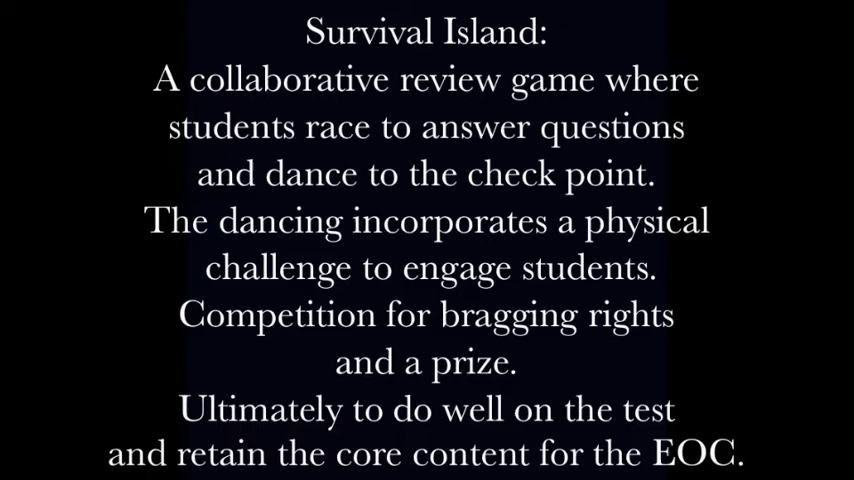 Survival Island:
A collaborative review game where
students race to answer questions
and dance to the check point.
The dancing incorporates a physical
challenge to engage students.
Competition for bragging rights
and a prize.
Ultimately to do well on the test
and retain the core content for the EOC.